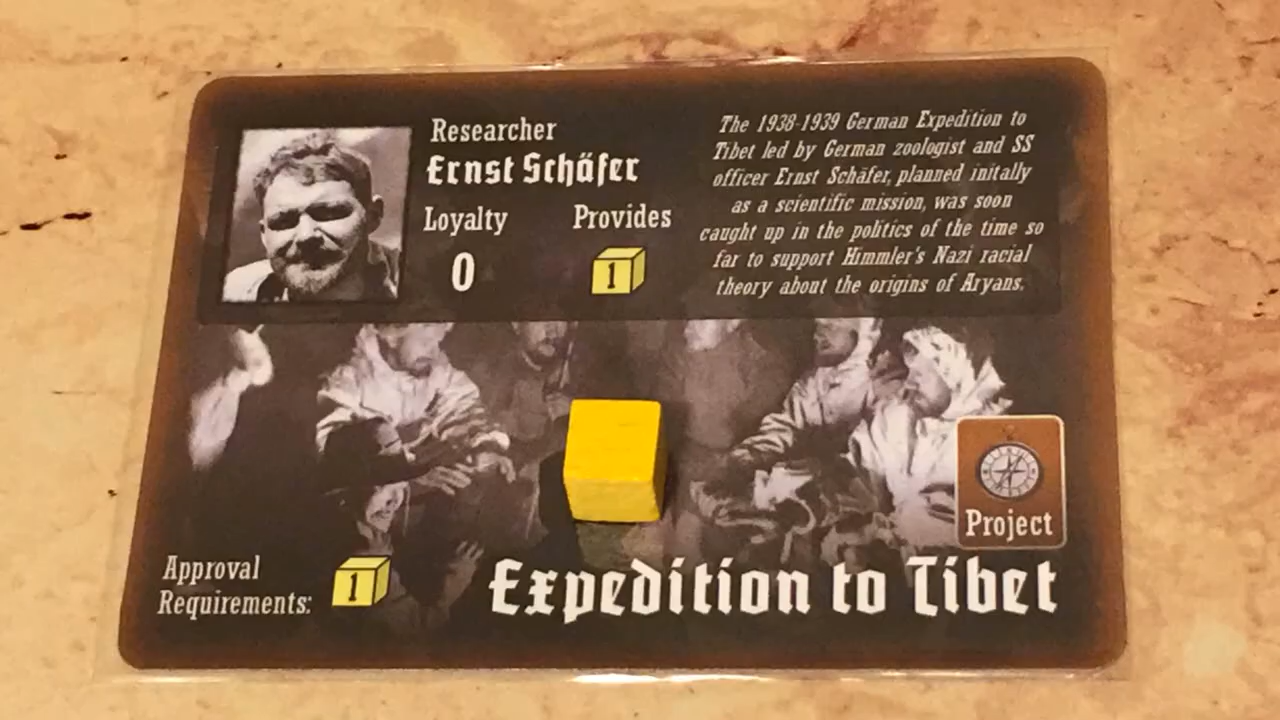 Researcher
Ernst Schäfer
Loyalty
Provides
0
1
The 1938-1939 German Expedition to
Tibet led by German zoologist and SS
officer Ernst Schäfer, planned initally
as a scientific mission, was soon
caught up in the politics of the time so
far to support Himmler's Nazi racial
theory about the origins of Aryans.
Project
Approval
Requirements:
1
Expedition to Tibet